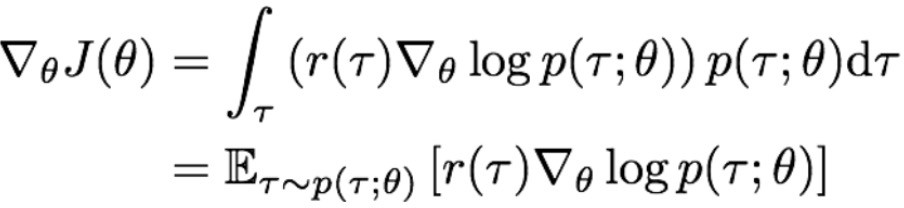 ∇_θ J(θ) = ∫_τ (r(τ)∇_θ log p(τ; θ)) p(τ; θ)dτ
= 𝔼_{τ∼p(τ;θ)} [r(τ)∇_θ log p(τ; θ)]